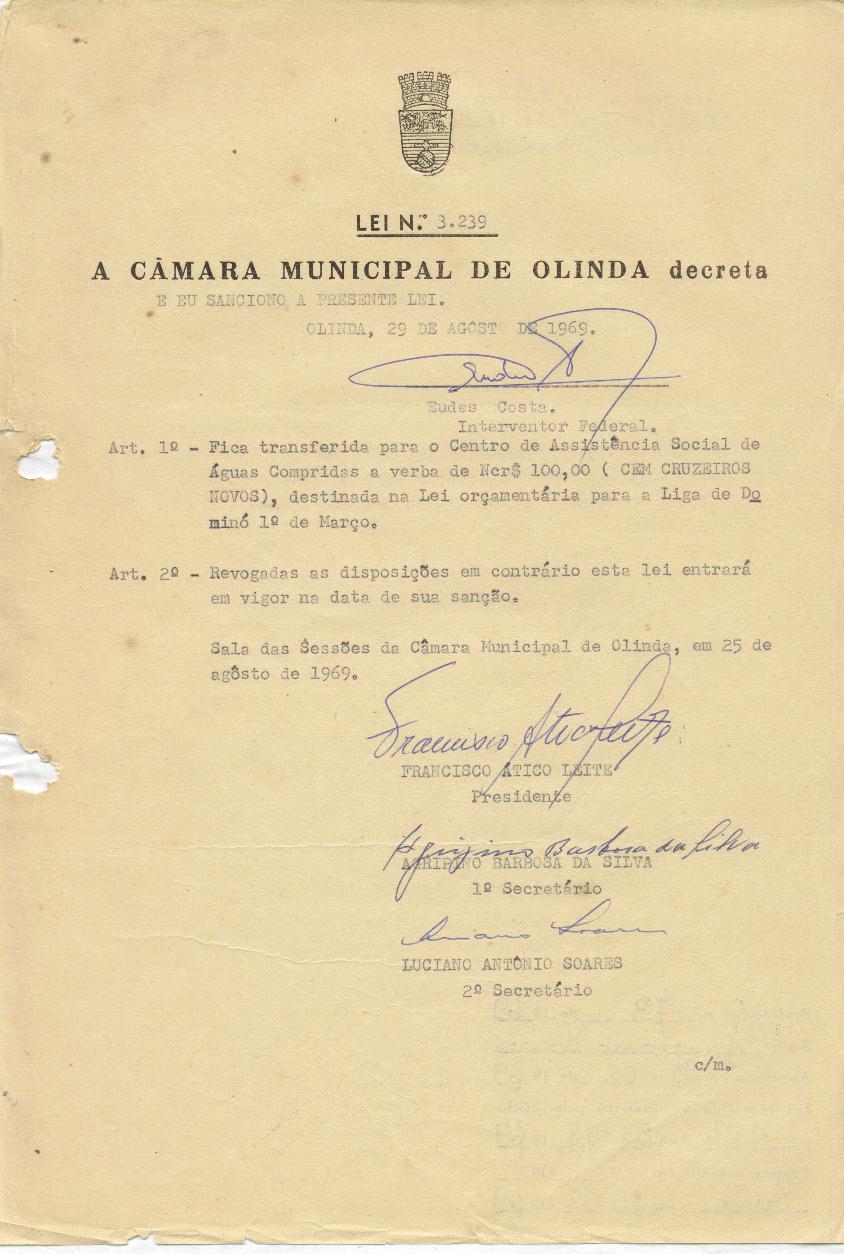 LEI N.º 3.239
A CÂMARA MUNICIPAL DE OLINDA decreta
E EU SANCIONO A PRESENTE LEI.
OLINDA, 29 DE AGÔSTO DE 1969.
Eudes Costa.
Interventor Federal.
Art. 1º - Fica transferida para o Centro de Assistência Social de
Águas Compridas a verba de Ncr$ 100,00 ( CEM CRUZEIROS
NOVOS), destinada na Lei orçamentária para a Liga de Do
minó 1º de Março.
Art. 2º - Revogadas as disposições em contrário esta lei entrará
em vigor na data de sua sanção.
Sala das Sessões da Câmara Municipal de Olinda, em 25 de
agôsto de 1969.
Francisco Atico Leite
FRANCISCO ÁTICO LEITE
Presidente
Agripino Barbosa da Silva
AGRIPINO BARBOSA DA SILVA
1º Secretário
Luciano Soares
LUCIANO ANTÔNIO SOARES
2º Secretário
c/m.